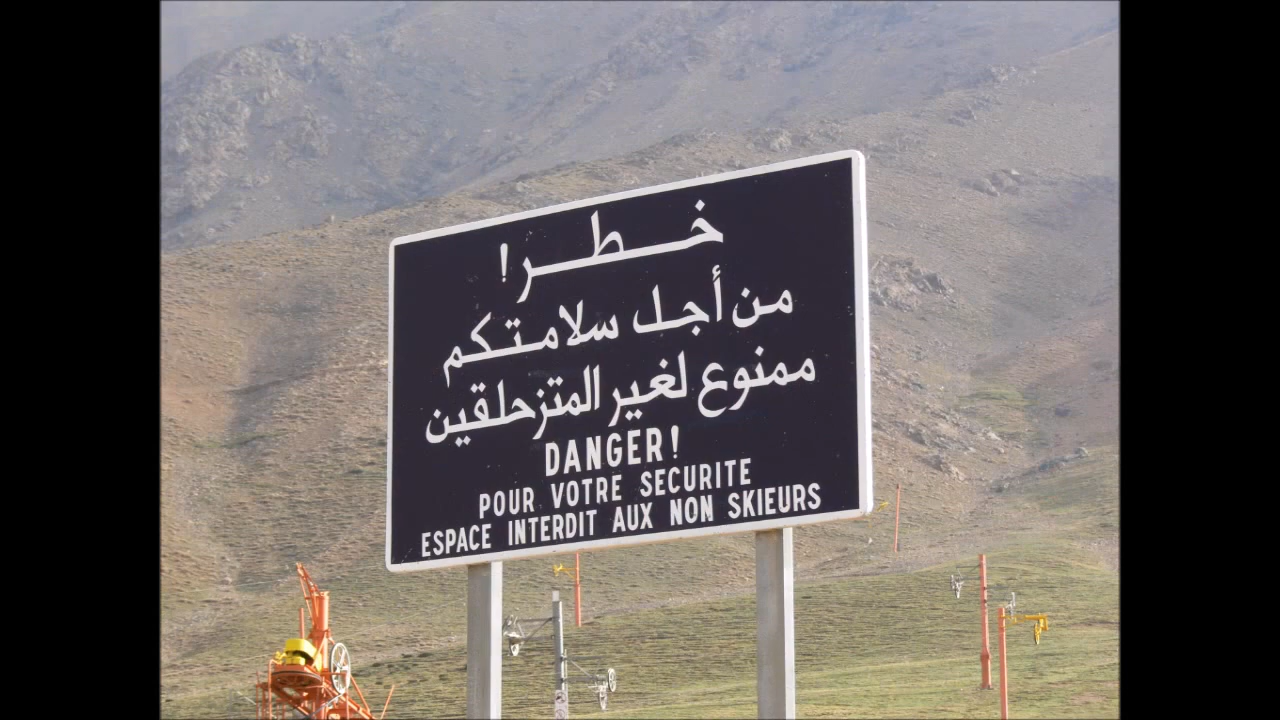 خطر!
من أجل سلامتكم
ممنوع لغير المتزحلقين
DANGER!
POUR VOTRE SECURITE
ESPACE INTERDIT AUX NON SKIEURS